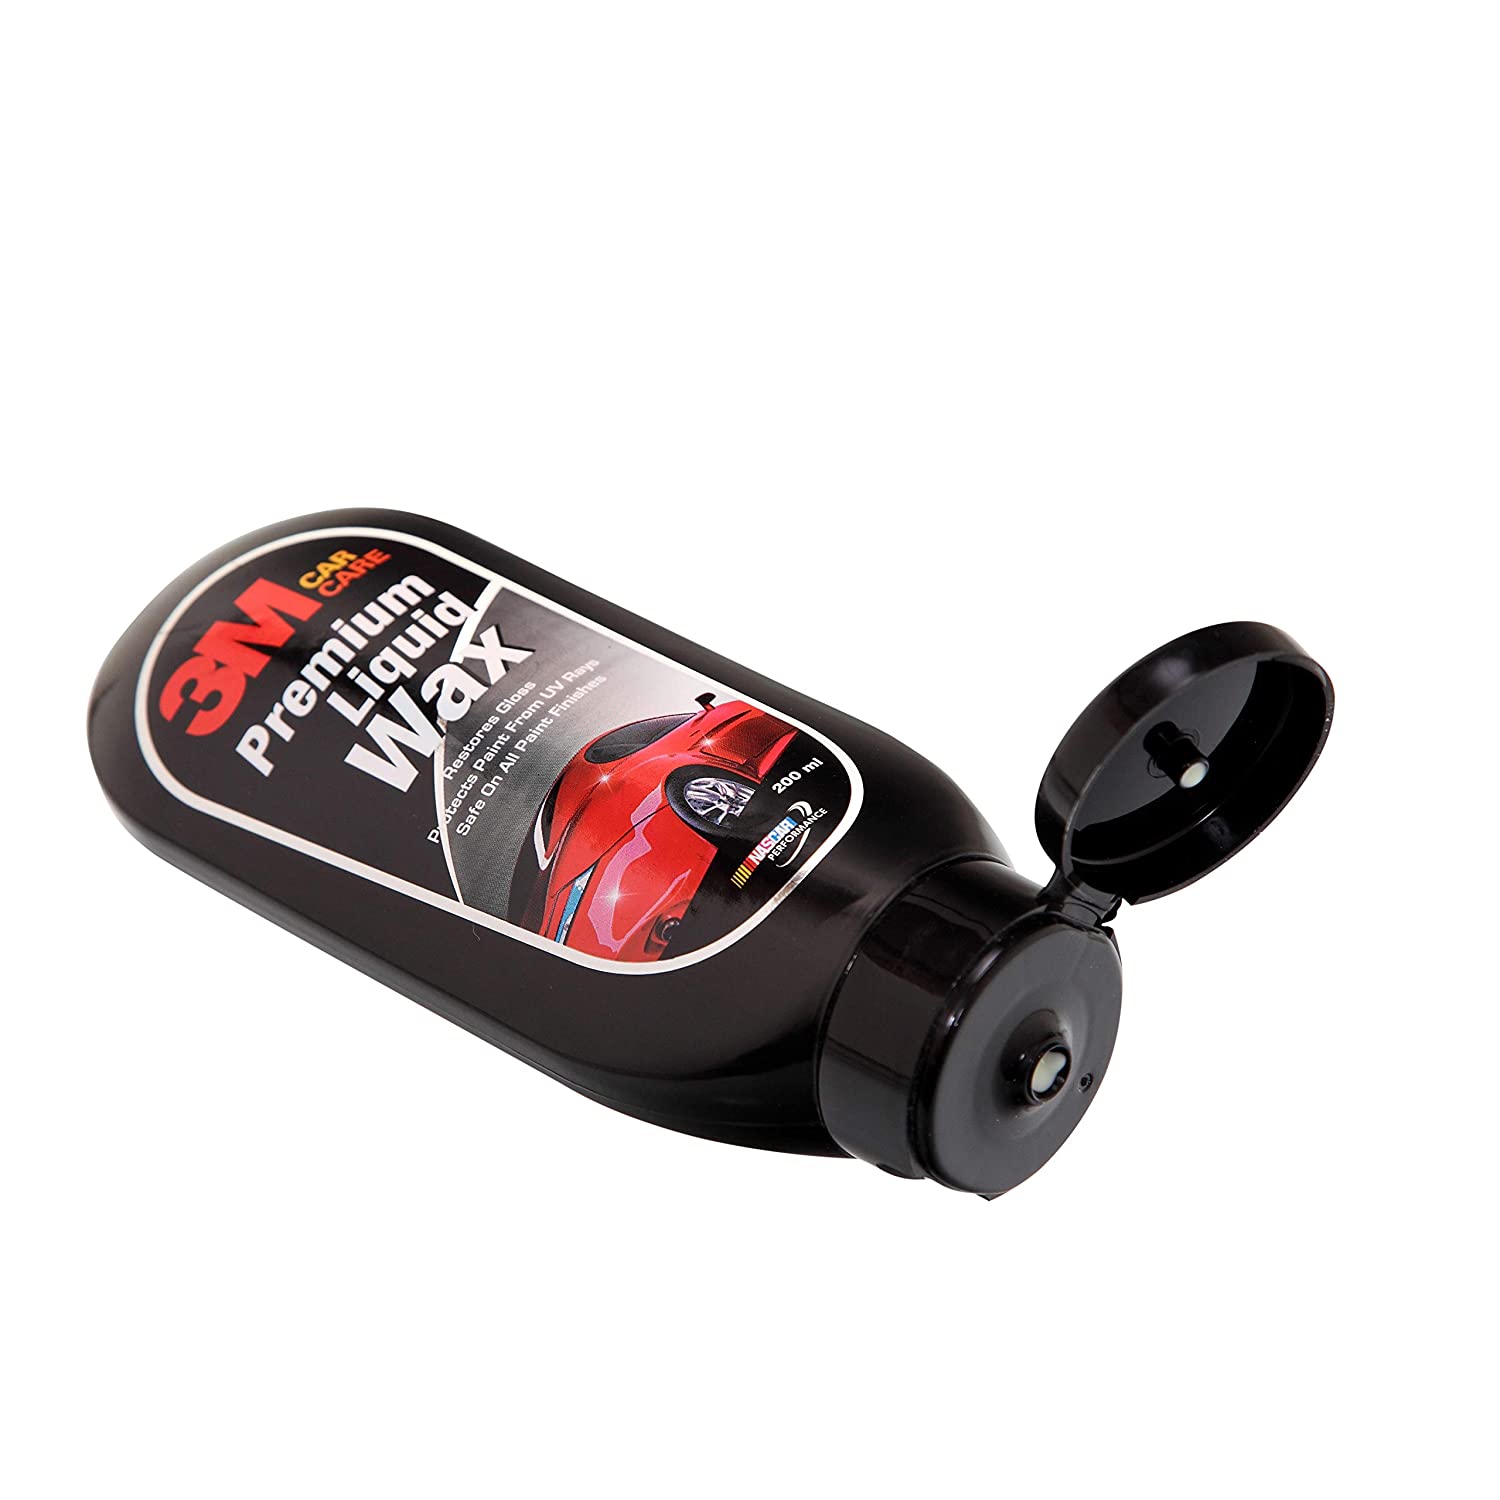 3M CAR
CARE
Premium
Liquid
Wax
Restores Gloss
Protects Paint From UV Rays
Safe On All Paint Finishes
200 ml
NASCAR
PERFORMANCE